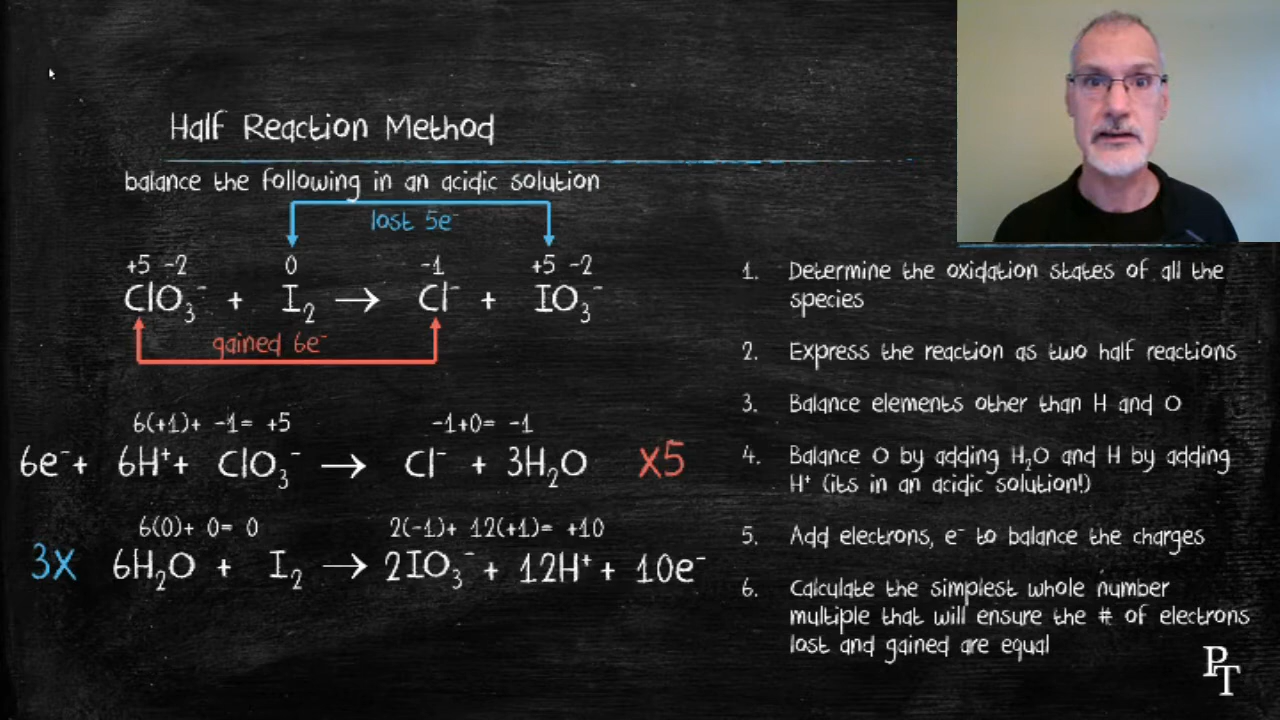 Half Reaction Method
balance the following in an acidic solution
lost 5e⁻
+5 -2 0 -1 +5 -2
ClO₃⁻ + I₂ → Cl⁻ + IO₃⁻
gained 6e⁻
6(+1)+ -1= +5 -1+0= -1
6e⁻+ 6H⁺+ ClO₃⁻ → Cl⁻ + 3H₂O X5
6(0)+ 0= 0 2(-1)+ 12(+1)= +10
3X 6H₂O + I₂ → 2IO₃⁻ + 12H⁺+ 10e⁻
1. Determine the oxidation states of all the
species
2. Express the reaction as two half reactions
3. Balance elements other than H and O
4. Balance O by adding H₂O and H by adding
H⁺ (its in an acidic solution!)
5. Add electrons, e⁻ to balance the charges
6. Calculate the simplest whole number
multiple that will ensure the # of electrons
lost and gained are equal
PT